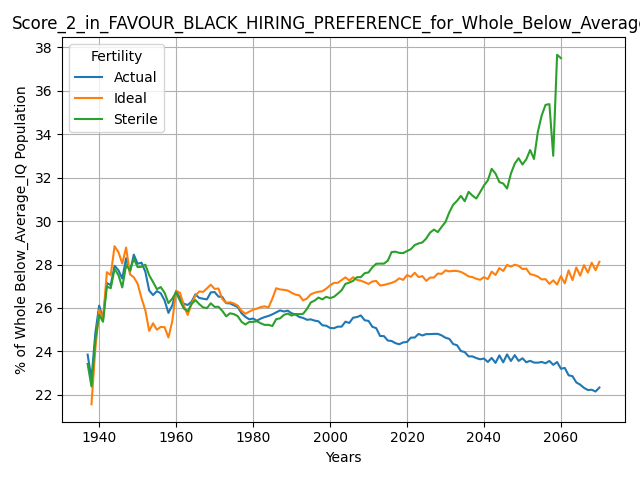 Score_2_in_FAVOUR_BLACK_HIRING_PREFERENCE_for_Whole_Below_Average
Fertility
Actual
Ideal
Sterile
% of Whole Below_Average_IQ Population
38
36
34
32
30
28
26
24
22
1940 1960 1980 2000 2020 2040 2060
Years